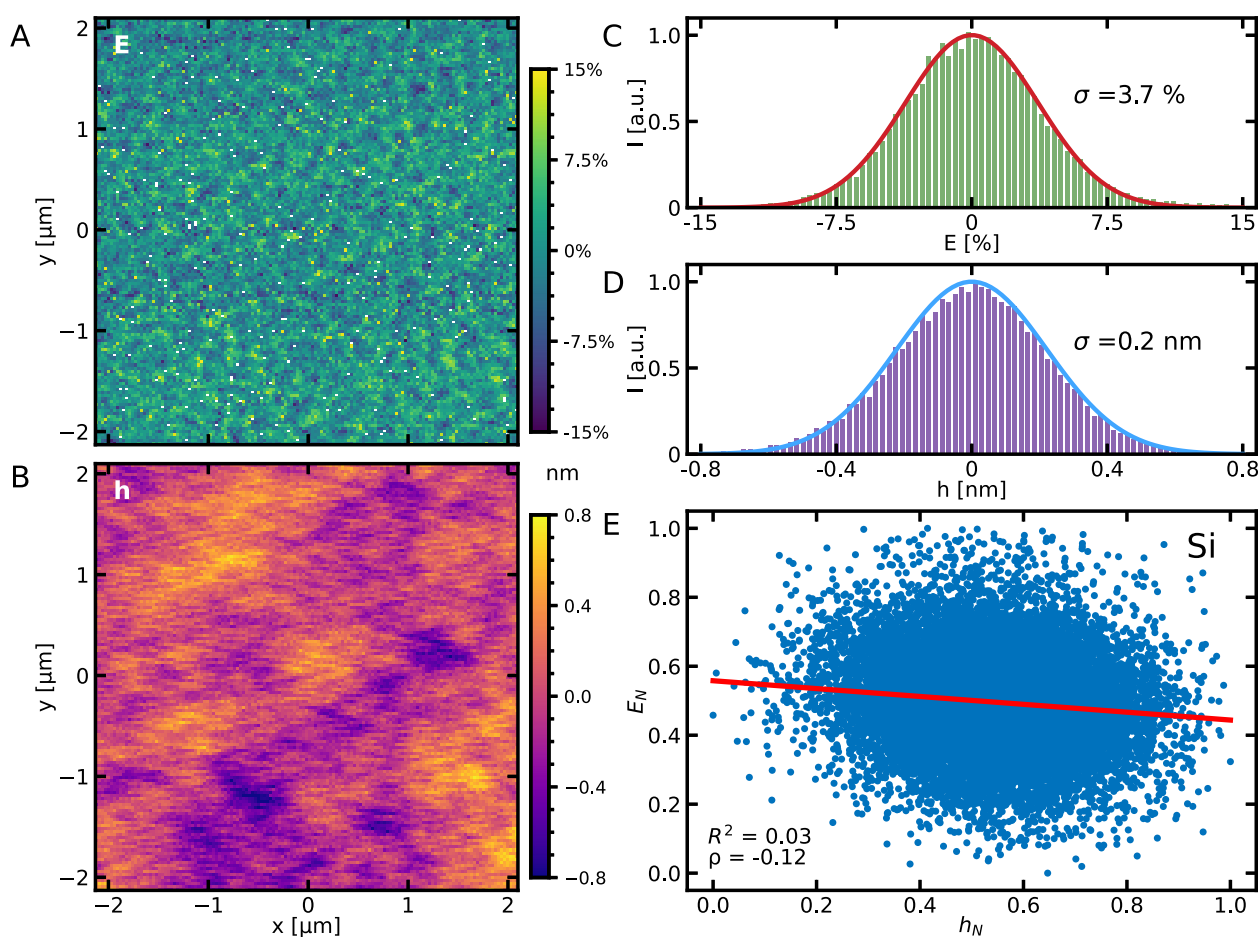 A
E
2
1
0
−1
−2
y [μm]
15%
7.5%
0%
-7.5%
-15%
B
h
nm
2
1
0
−1
−2
y [μm]
−2
−1
0
1
2
x [μm]
0.8
0.4
0.0
−0.4
−0.8
C
1.0
0.5
0
I [a.u.]
σ =3.7 %
-15
-7.5
0
7.5
15
E [%]
D
1.0
0.5
0
I [a.u.]
σ =0.2 nm
-0.8
-0.4
0
0.4
0.8
h [nm]
E
Si
1.0
0.8
0.6
0.4
0.2
0.0
E_N
R² = 0.03
ρ = -0.12
0.0
0.2
0.4
0.6
0.8
1.0
h_N